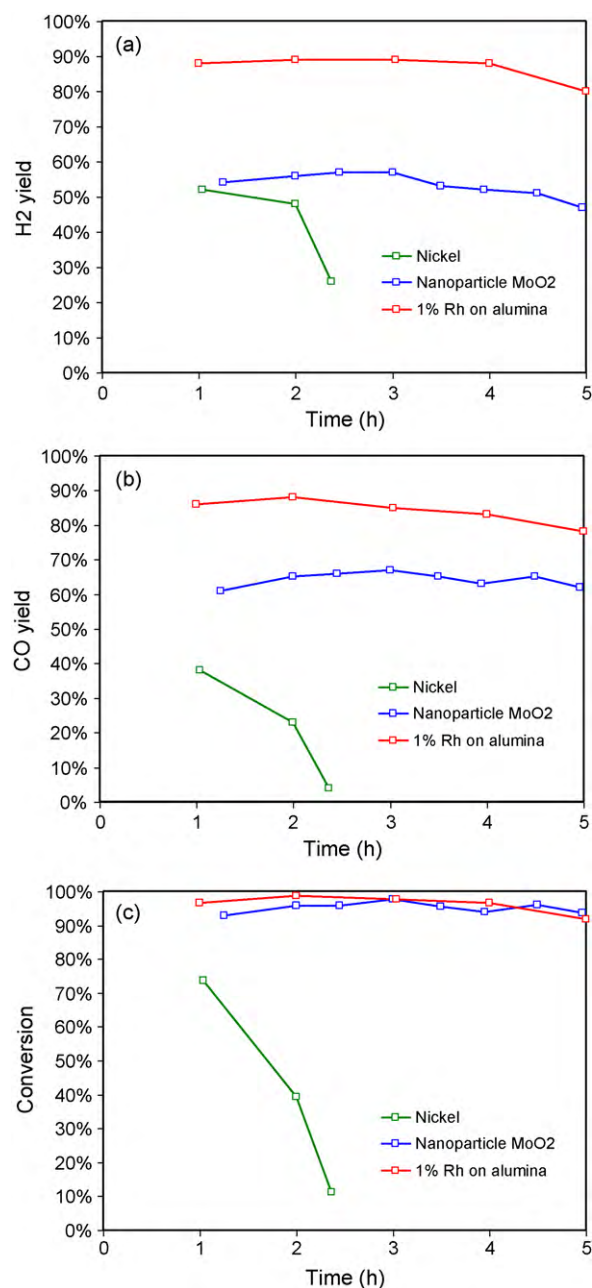 (a)
H2 yield
100%
90%
80%
70%
60%
50%
40%
30%
20%
10%
0%
Nickel
Nanoparticle MoO2
1% Rh on alumina
0 1 2 3 4 5
Time (h)
(b)
CO yield
100%
90%
80%
70%
60%
50%
40%
30%
20%
10%
0%
Nickel
Nanoparticle MoO2
1% Rh on alumina
0 1 2 3 4 5
Time (h)
(c)
Conversion
100%
90%
80%
70%
60%
50%
40%
30%
20%
10%
0%
Nickel
Nanoparticle MoO2
1% Rh on alumina
0 1 2 3 4 5
Time (h)